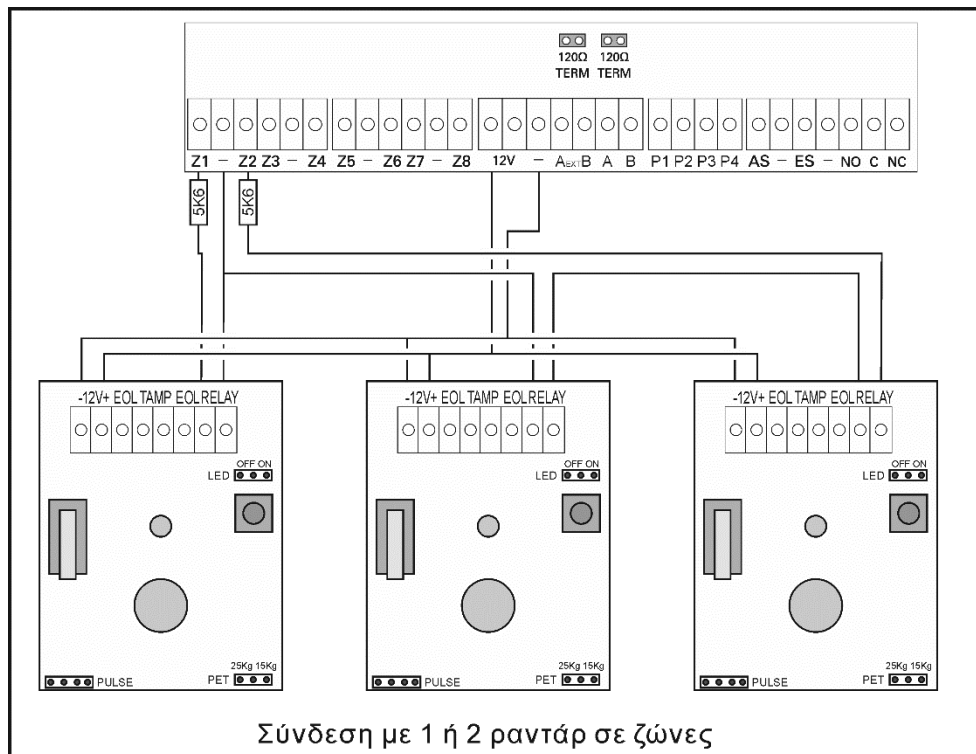 120Ω 120Ω
TERM TERM
Z1 – Z2 Z3 – Z4 Z5 – Z6 Z7 – Z8 12V – AEXTB A B P1 P2 P3 P4 AS – ES – NO C NC
5K6 5K6
-12V+ EOL TAMP EOL RELAY -12V+ EOL TAMP EOL RELAY -12V+ EOL TAMP EOL RELAY
OFF ON OFF ON OFF ON
LED LED LED
25Kg 15Kg 25Kg 15Kg 25Kg 15Kg
PULSE PET PULSE PET PULSE PET
Σύνδεση με 1 ή 2 ραντάρ σε ζώνες